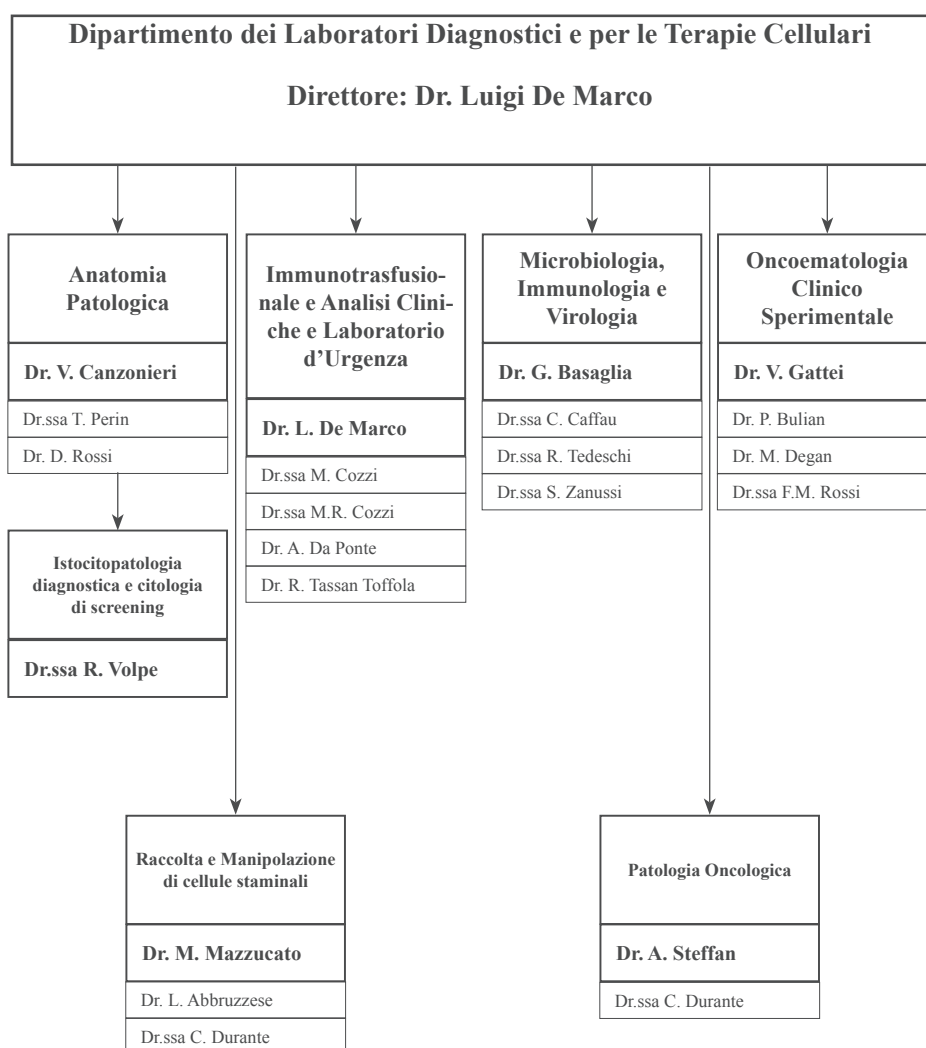 Dipartimento dei Laboratori Diagnostici e per le Terapie Cellulari
Direttore: Dr. Luigi De Marco
Anatomia
Patologica
Dr. V. Canzonieri
Dr.ssa T. Perin
Dr. D. Rossi
Istocitopatologia
diagnostica e citologia
di screening
Dr.ssa R. Volpe
Immunotrasfusio-
nale e Analisi Clini-
che e Laboratorio
d’Urgenza
Dr. L. De Marco
Dr.ssa M. Cozzi
Dr.ssa M.R. Cozzi
Dr. A. Da Ponte
Dr. R. Tassan Toffola
Microbiologia,
Immunologia e
Virologia
Dr. G. Basaglia
Dr.ssa C. Caffau
Dr.ssa R. Tedeschi
Dr.ssa S. Zanussi
Oncoematologia
Clinico
Sperimentale
Dr. V. Gattei
Dr. P. Bulian
Dr. M. Degan
Dr.ssa F.M. Rossi
Raccolta e Manipolazione
di cellule staminali
Dr. M. Mazzucato
Dr. L. Abbruzzese
Dr.ssa C. Durante
Patologia Oncologica
Dr. A. Steffan
Dr.ssa C. Durante